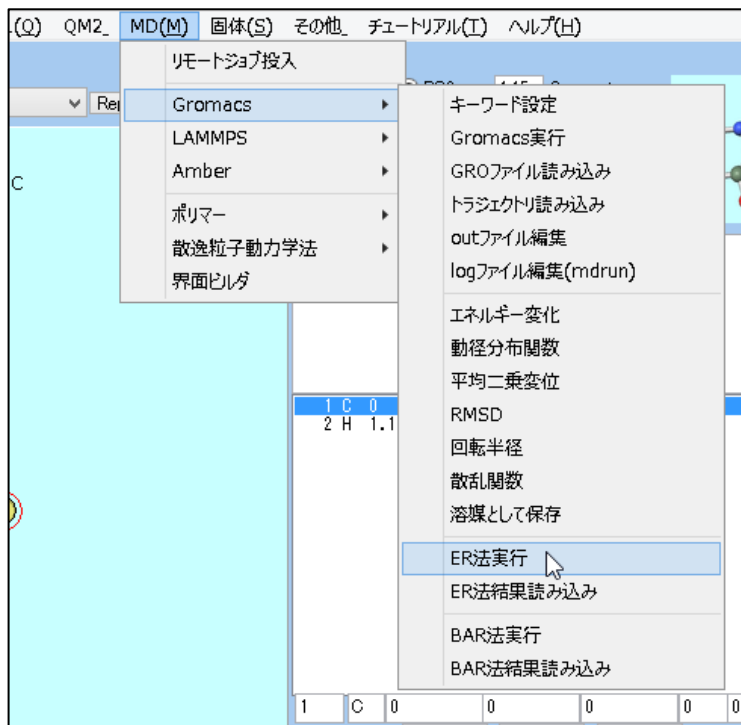 (Q) QM2_ MD(M) 固体(S) その他_ チュートリアル(T) ヘルプ(H)
リモートジョブ投入
Gromacs
LAMMPS
Amber
ポリマー
散逸粒子動力学法
界面ビルダ
キーワード設定
Gromacs実行
GROファイル読み込み
トラジェクトリ読み込み
outファイル編集
logファイル編集(mdrun)
エネルギー変化
動径分布関数
平均二乗変位
RMSD
回転半径
散乱関数
溶媒として保存
ER法実行
ER法結果読み込み
BAR法実行
BAR法結果読み込み
Re
C
1 C 0
2 H 1.1
1 C 0 0 0 0 0